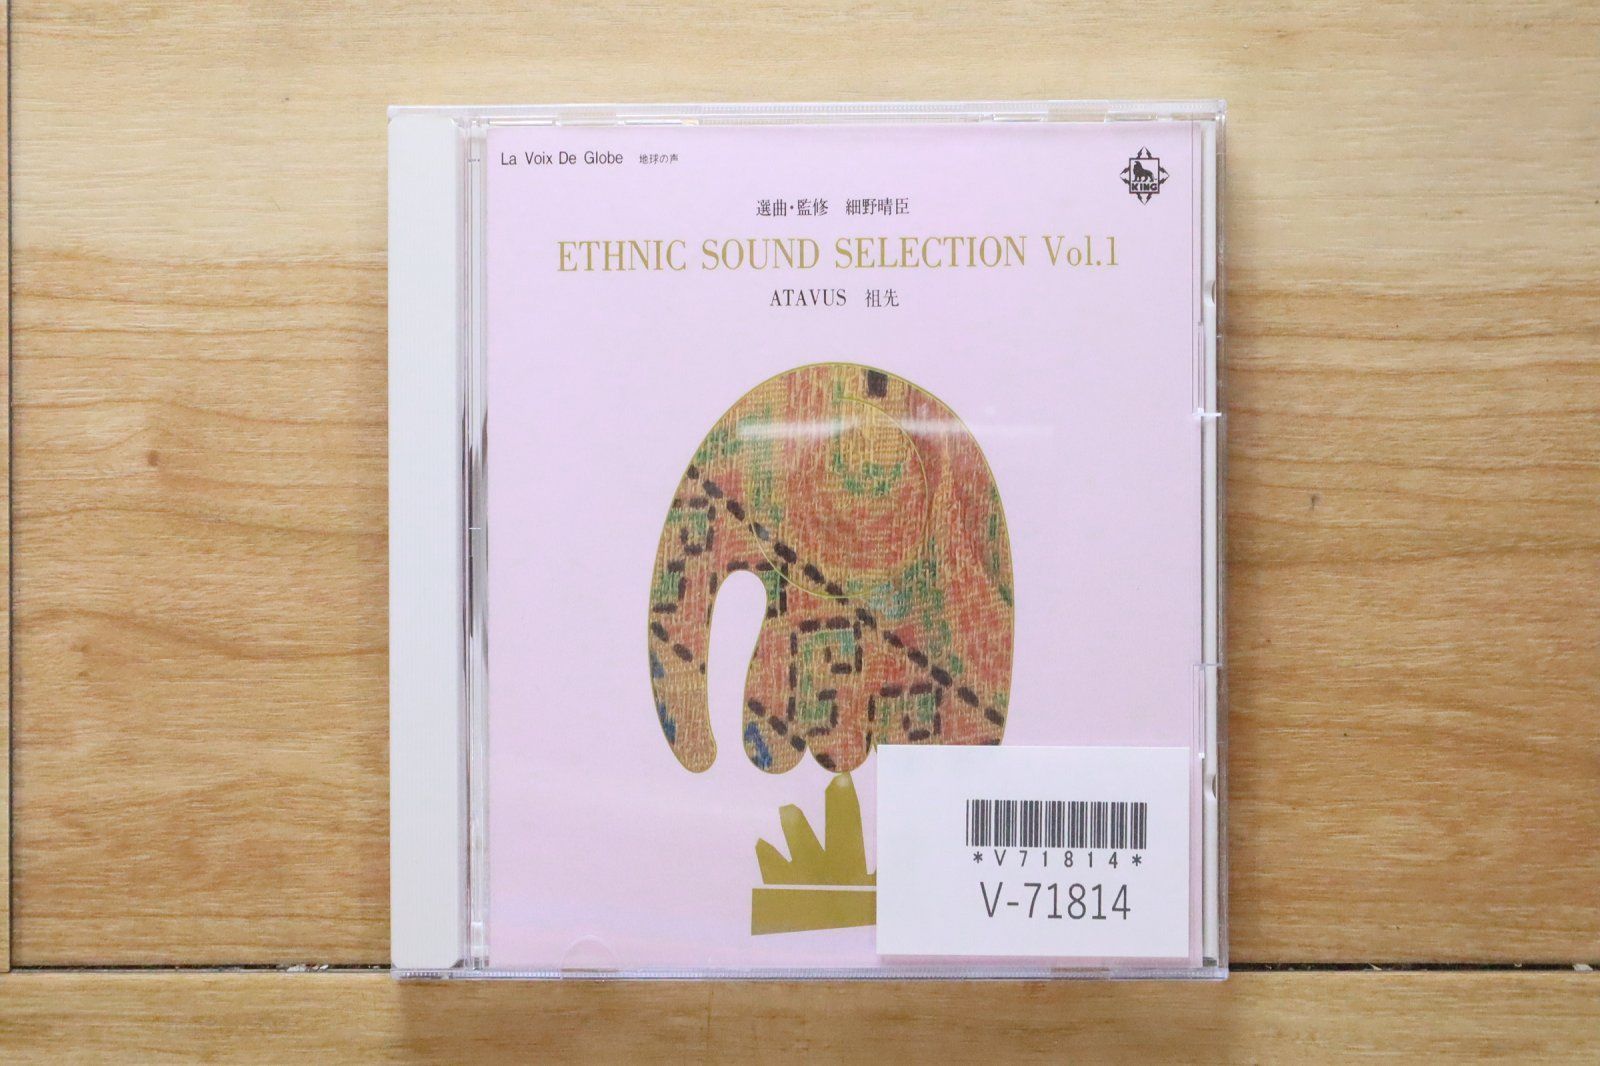 La Voix De Globe 地球の声
KING
選曲・監修 細野晴臣
ETHNIC SOUND SELECTION Vol.1
ATAVUS 祖先
*V71814*
V-71814